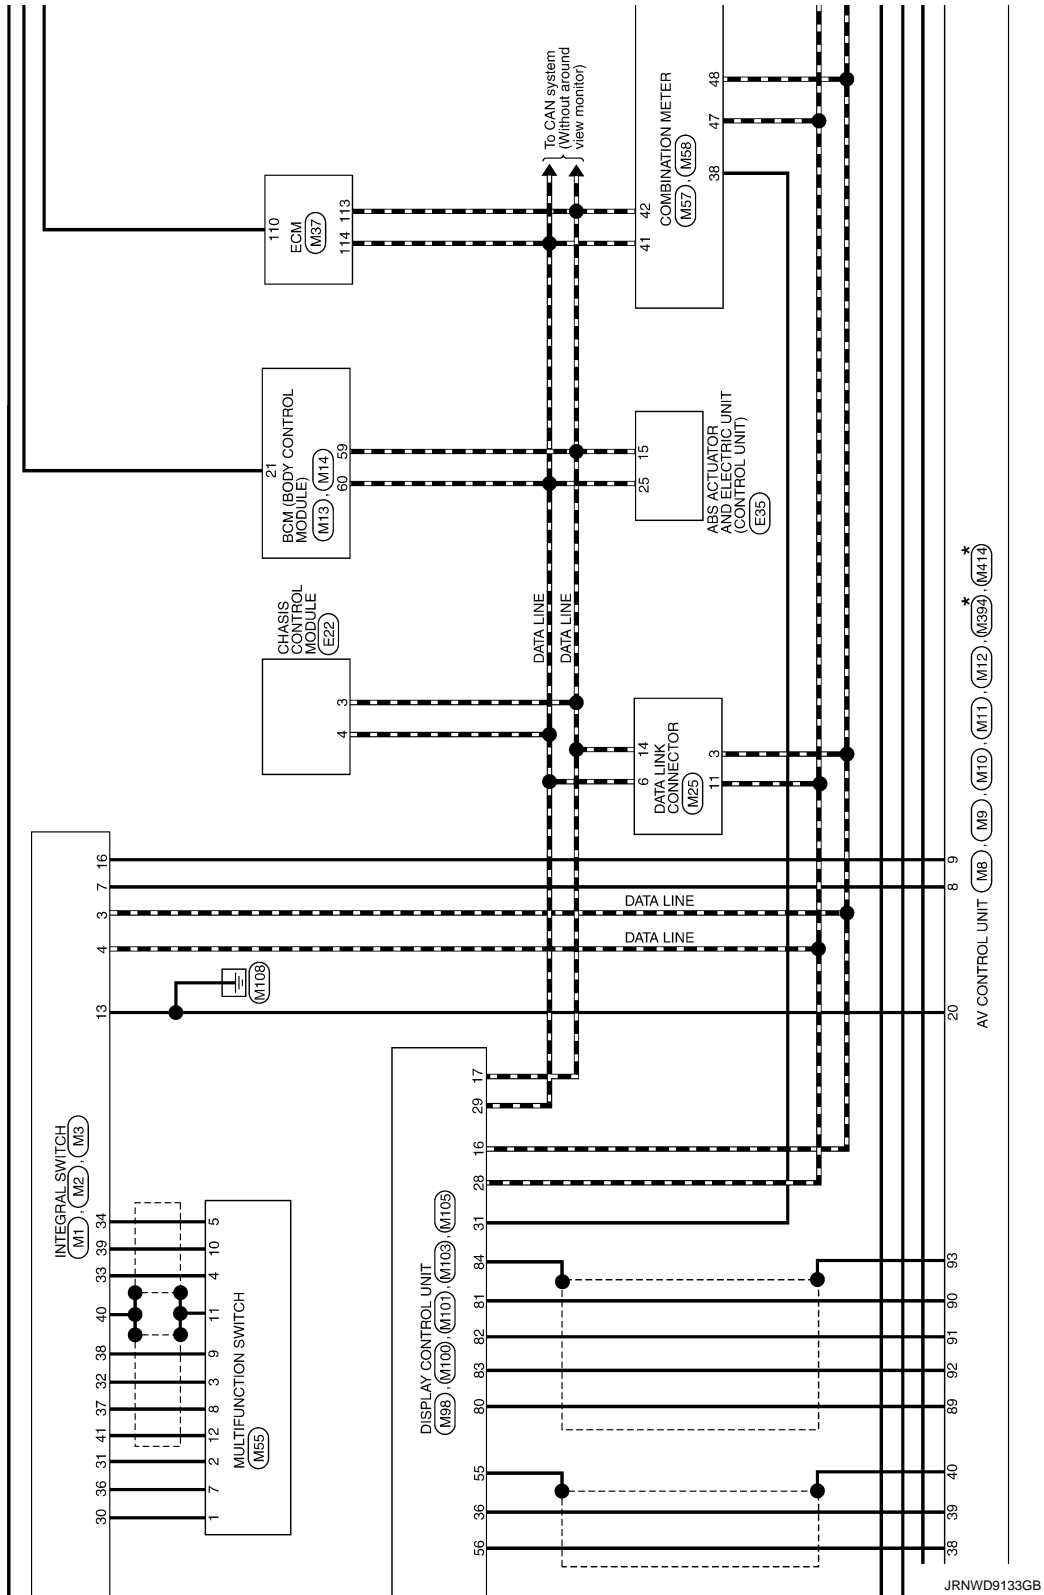 110
ECM
M37
113
114
To CAN system
(Without around
view monitor)
COMBINATION METER
M57 , M58
42
41
48
47
38
21
BCM (BODY CONTROL
MODULE)
M13 , M14
59
60
15
25
ABS ACTUATOR
AND ELECTRIC UNIT
(CONTROL UNIT)
E35
CHASIS
CONTROL
MODULE
E22
3
4
DATA LINE
DATA LINE
14
6
DATA LINK
CONNECTOR
M25
3
11
INTEGRAL SWITCH
M1 , M2 , M3
16
7
3
4
13
DATA LINE
DATA LINE
M108
9
8
20
AV CONTROL UNIT M8 , M9 , M10 , M11 , M12 , M394* , M414*
34
39
33
40
38
32
37
41
31
36
30
5
10
4
11
9
3
8
12
2
7
1
MULTIFUNCTION SWITCH
M55
DISPLAY CONTROL UNIT
M98 , M100 , M101 , M103 , M105
17
29
16
28
31
84
81
82
83
80
55
36
56
93
90
91
92
89
40
39
38
JRNWD9133GB